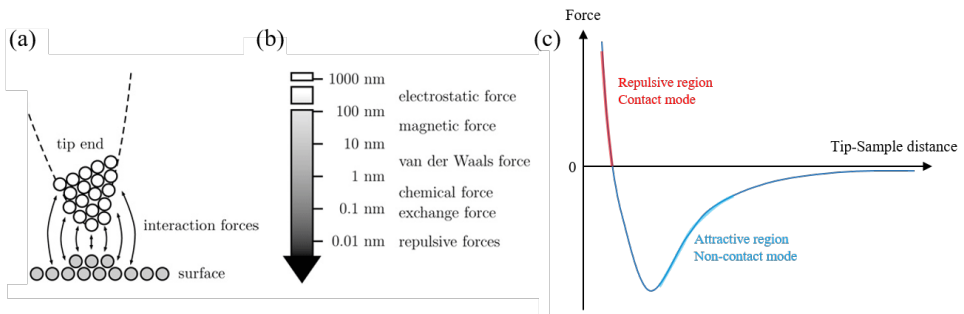 (a)
tip end
interaction forces
surface
(b)
1000 nm
electrostatic force
100 nm
magnetic force
10 nm
van der Waals force
1 nm
chemical force
exchange force
0.1 nm
0.01 nm
repulsive forces
(c)
Force
Repulsive region
Contact mode
Tip-Sample distance
0
Attractive region
Non-contact mode